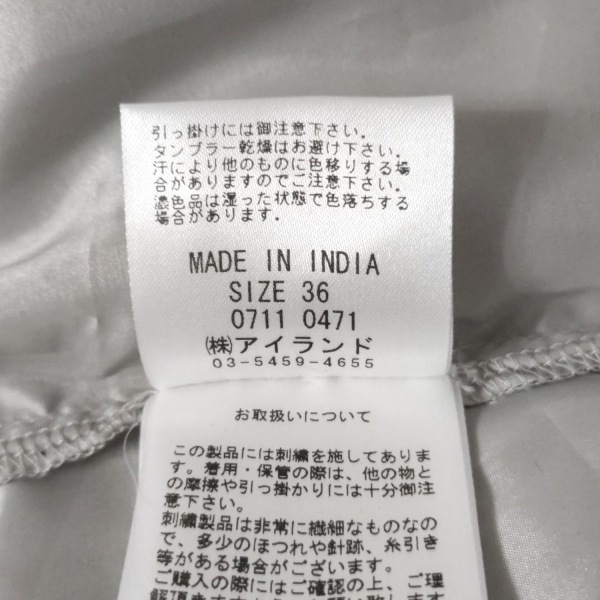 引っ掛けには御注意下さい。
タンブラー乾燥はお避け下さい。
汗により他のものに色移りする場
合がありますのでご注意下さい。
濃色品は湿った状態で色落ちする
場合があります。
MADE IN INDIA
SIZE 36
0711 0471
㈱アイランド
03-5459-4655
お取扱いについて
この製品には刺繍を施してありま
す。着用・保管の際は、他の物と
の摩擦や引っ掛かりには十分御注
意下さい。
刺繍製品は非常に繊細なものなの
で、多少のほつれや針跡、糸引き
等がある場合がございます。
ご購入の際にはご確認の上、ご理